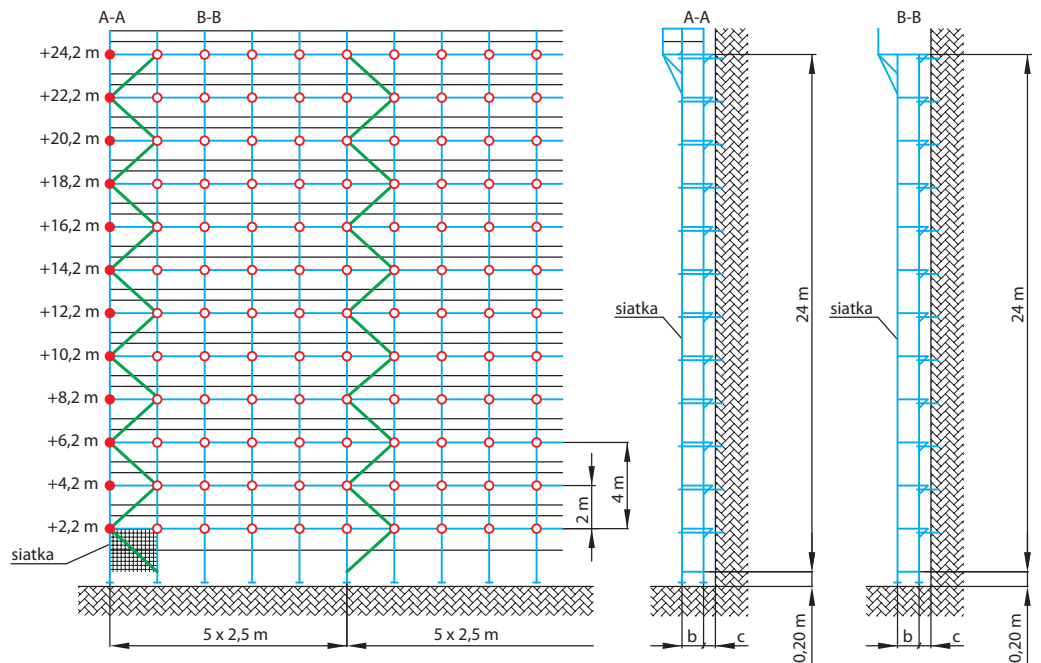 A-A
B-B
+24,2 m
+22,2 m
+20,2 m
+18,2 m
+16,2 m
+14,2 m
+12,2 m
+10,2 m
+8,2 m
+6,2 m
+4,2 m
+2,2 m
siatka
5 x 2,5 m
5 x 2,5 m
2 m
4 m
A-A
siatka
24 m
b
c
0,20 m
B-B
siatka
24 m
b
c
0,20 m